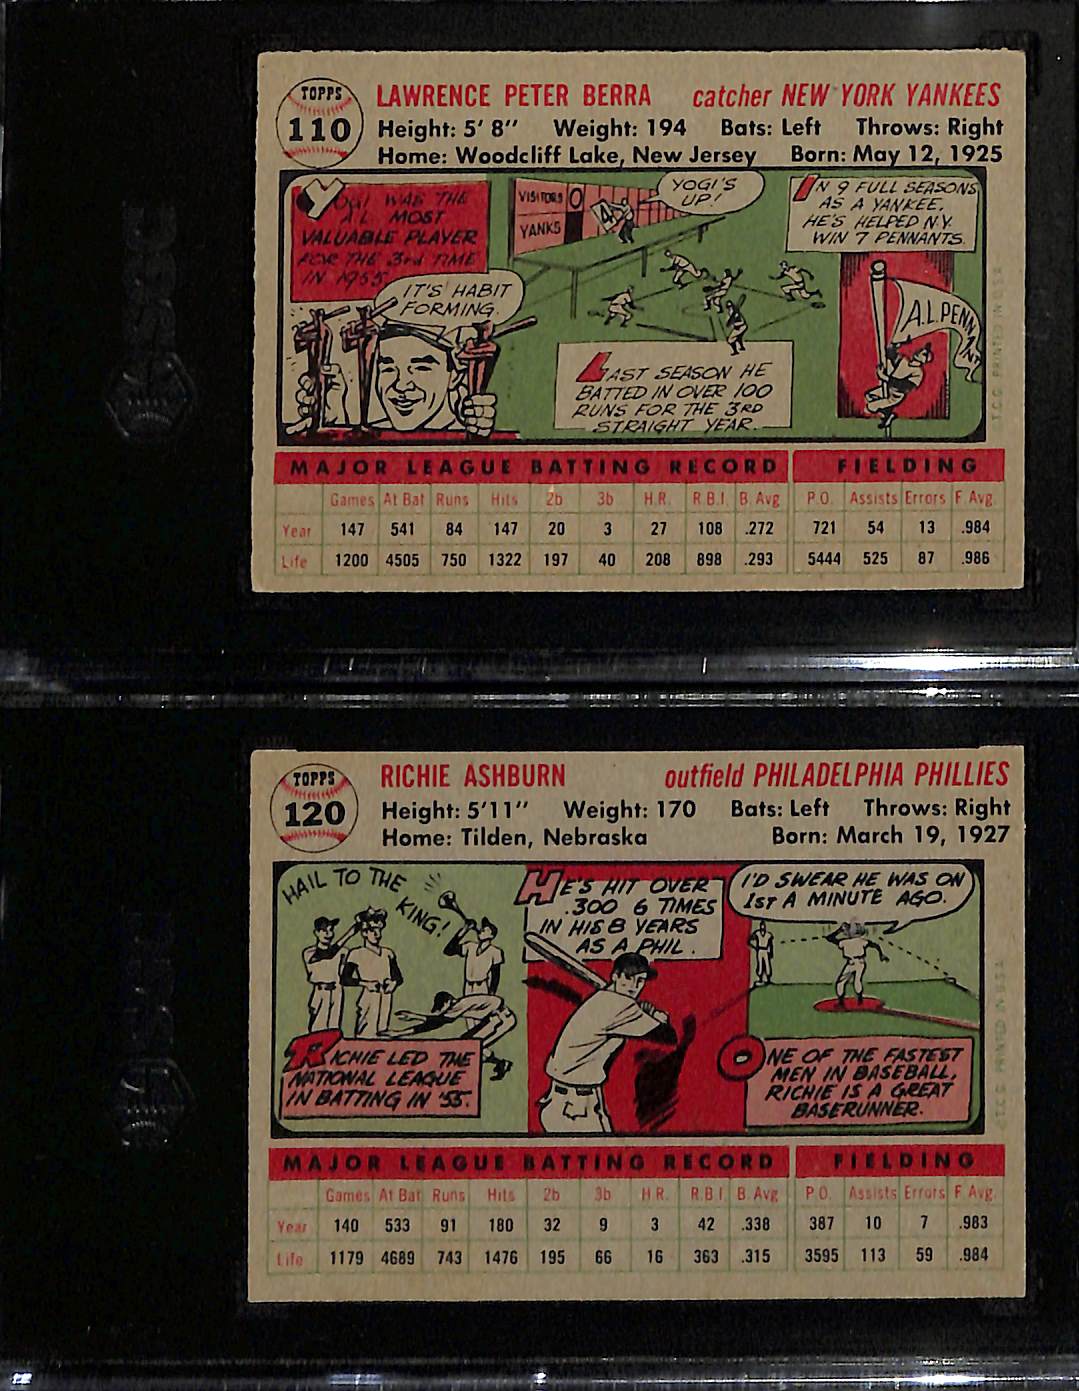 TOPPS
110
LAWRENCE PETER BERRA catcher NEW YORK YANKEES
Height: 5' 8" Weight: 194 Bats: Left Throws: Right
Home: Woodcliff Lake, New Jersey Born: May 12, 1925
YOGI WAS THE
A.L. MOST
VALUABLE PLAYER
FOR THE 3rd TIME
IN 1955
IT'S HABIT
FORMING.
VISITORS 0
YANKS 4
YOGI'S
UP!
LAST SEASON HE
BATTED IN OVER 100
RUNS FOR THE 3RD
STRAIGHT YEAR.
IN 9 FULL SEASONS
AS A YANKEE,
HE'S HELPED N.Y.
WIN 7 PENNANTS.
A.L. PENNANT
T.C.G. PRINTED IN U.S.A.
MAJOR LEAGUE BATTING RECORD FIELDING
Games At Bat Runs Hits 2b 3b H.R. R.B.I. B. Avg P.O. Assists Errors F. Avg.
Year 147 541 84 147 20 3 27 108 .272 721 54 13 .984
Life 1200 4505 750 1322 197 40 208 898 .293 5444 525 87 .986
TOPPS
120
RICHIE ASHBURN outfield PHILADELPHIA PHILLIES
Height: 5'11" Weight: 170 Bats: Left Throws: Right
Home: Tilden, Nebraska Born: March 19, 1927
HAIL TO THE
KING!
RICHIE LED THE
NATIONAL LEAGUE
IN BATTING IN '55.
HE'S HIT OVER
.300 6 TIMES
IN HIS 8 YEARS
AS A PHIL.
I'D SWEAR HE WAS ON
1ST A MINUTE AGO.
ONE OF THE FASTEST
MEN IN BASEBALL,
RICHIE IS A GREAT
BASERUNNER.
T.C.G. PRINTED IN U.S.A.
MAJOR LEAGUE BATTING RECORD FIELDING
Games At Bat Runs Hits 2b 3b H.R. R.B.I. B. Avg P.O. Assists Errors F. Avg.
Year 140 533 91 180 32 9 3 42 .338 387 10 7 .983
Life 1179 4689 743 1476 195 66 16 363 .315 3595 113 59 .984